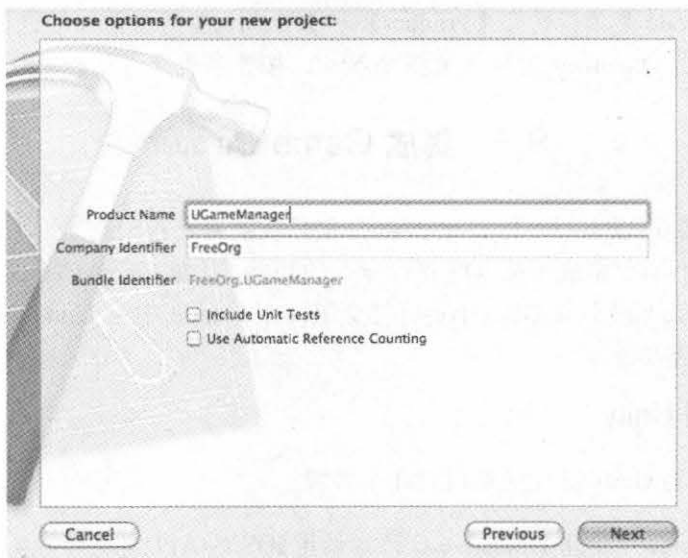 Choose options for your new project:
Product Name UGameManager
Company Identifier FreeOrg
Bundle Identifier FreeOrg.UGameManager
Include Unit Tests
Use Automatic Reference Counting
Cancel Previous Next